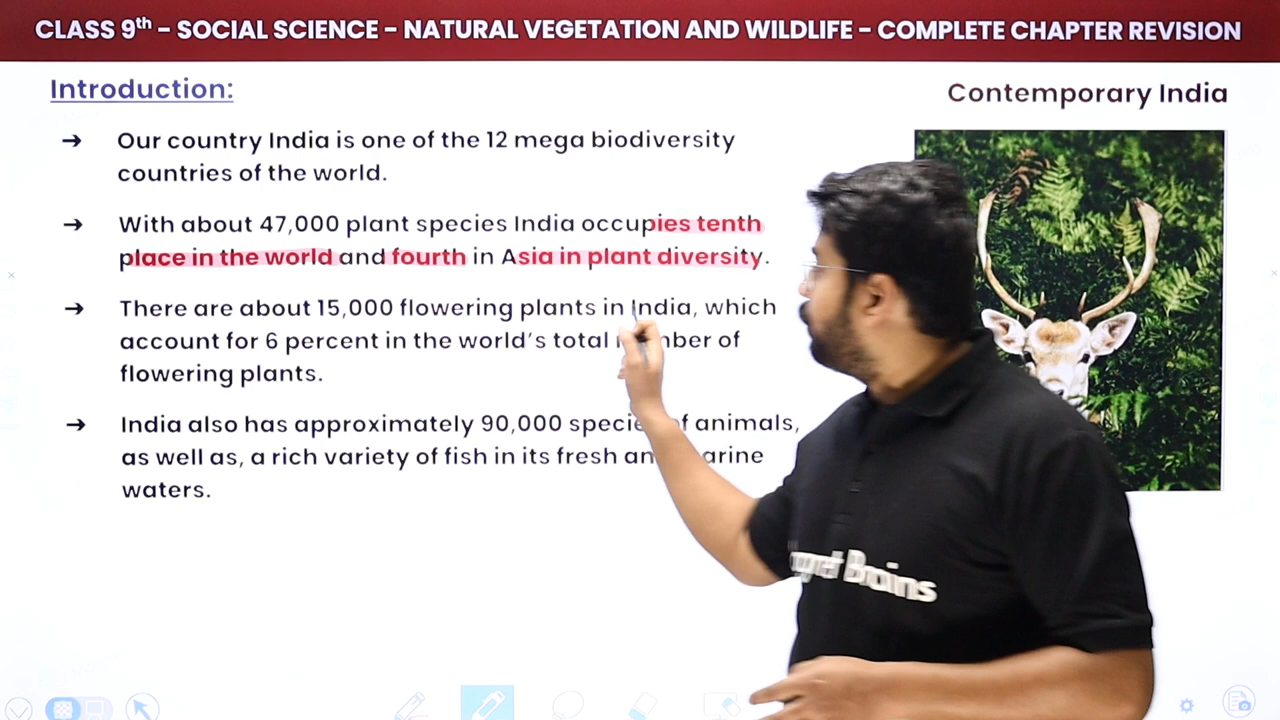 CLASS 9th – SOCIAL SCIENCE – NATURAL VEGETATION AND WILDLIFE – COMPLETE CHAPTER REVISION
Introduction:
Contemporary India
→ Our country India is one of the 12 mega biodiversity
countries of the world.
→ With about 47,000 plant species India occupies tenth
place in the world and fourth in Asia in plant diversity.
→ There are about 15,000 flowering plants in India, which
account for 6 percent in the world's total of
flowering plants.
→ India also has approximately 90,000 animals,
as well as, a rich variety of fish in its fresh
waters.
Brains